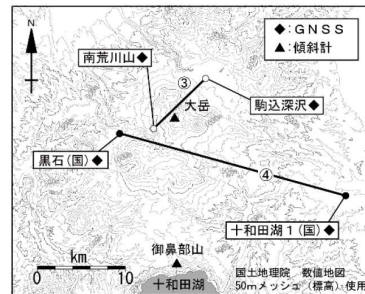 N
◆:GNSS
▲:傾斜計
南荒川山◆
③
大岳
駒込深沢◆
黒石(国)◆
④
十和田湖1(国)◆
御鼻部山
km
0 10
十和田湖
国土地理院 数値地図
50mメッシュ(標高)使用